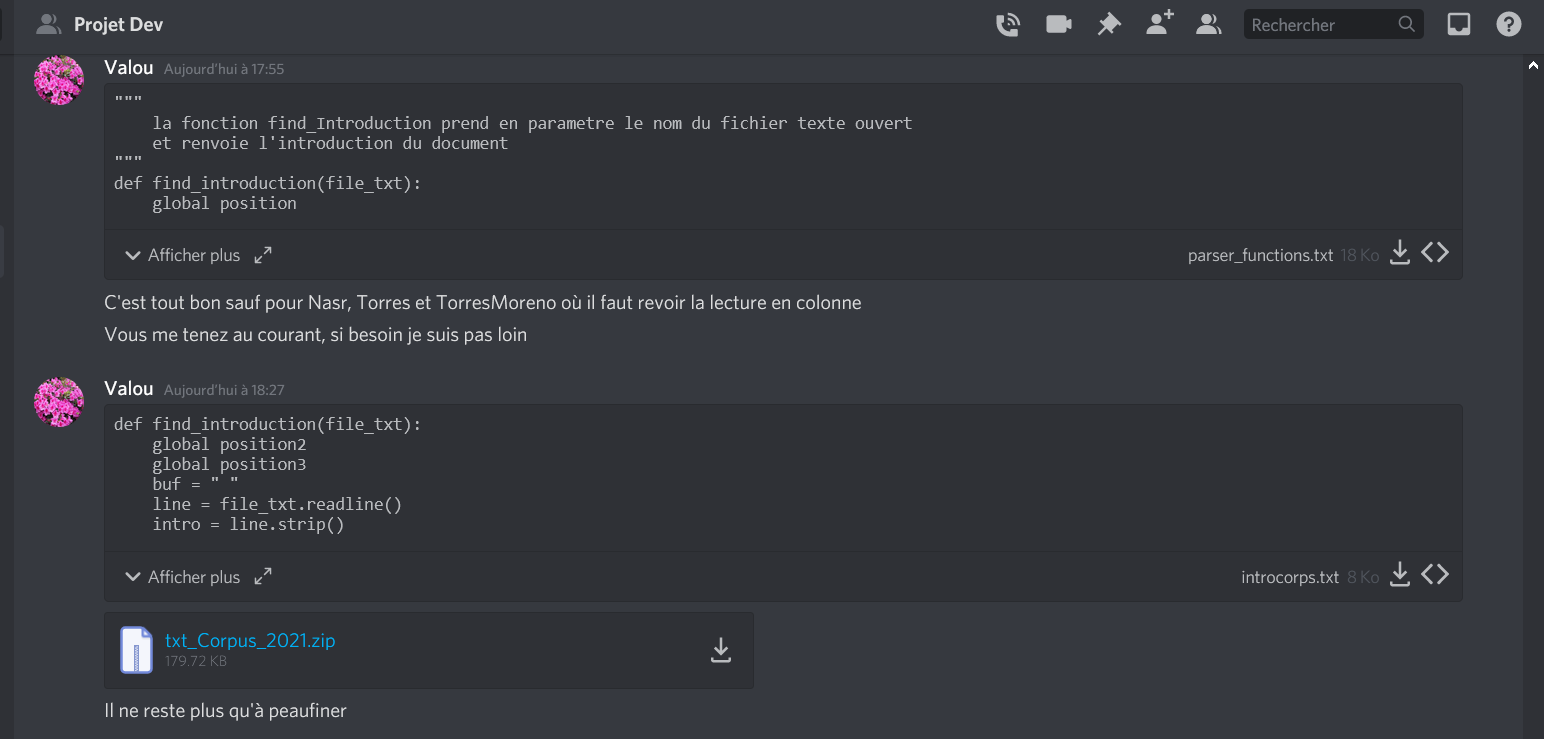 Projet Dev
Rechercher
Valou Aujourd'hui à 17:55
"""
    la fonction find_Introduction prend en parametre le nom du fichier texte ouvert
    et renvoie l'introduction du document
"""
def find_introduction(file_txt):
    global position
Afficher plus
parser_functions.txt 18 Ko
C'est tout bon sauf pour Nasr, Torres et TorresMoreno où il faut revoir la lecture en colonne
Vous me tenez au courant, si besoin je suis pas loin
Valou Aujourd'hui à 18:27
def find_introduction(file_txt):
    global position2
    global position3
    buf = " "
    line = file_txt.readline()
    intro = line.strip()
Afficher plus
introcorps.txt 8 Ko
txt_Corpus_2021.zip
179.72 KB
Il ne reste plus qu'à peaufiner